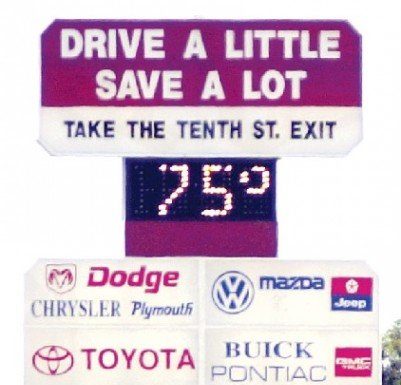 DRIVE A LITTLE
SAVE A LOT
TAKE THE TENTH ST. EXIT
75°
Dodge
CHRYSLER Plymouth
mazda
Jeep
TOYOTA
BUICK
PONTIAC
GMC
TRUCK